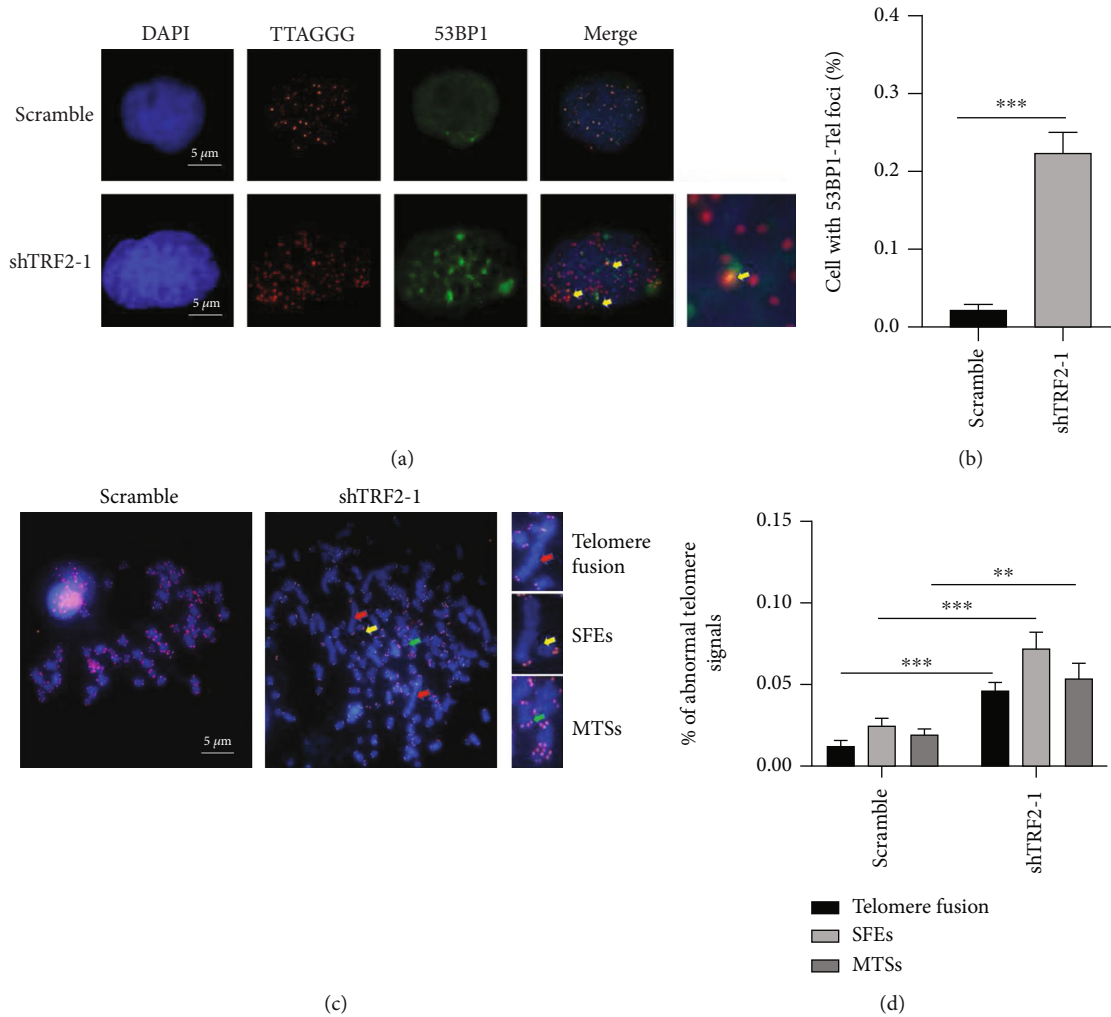 DAPI TTAGGG 53BP1 Merge
Scramble
5 μm
shTRF2-1
5 μm
(a)
Cell with 53BP1-Tel foci (%)
0.4
0.3
0.2
0.1
0.0
***
Scramble
shTRF2-1
(b)
Scramble shTRF2-1
5 μm
Telomere
fusion
SFEs
MTSs
(c)
% of abnormal telomere
signals
0.15
0.10
0.05
0.00
**
***
***
Scramble
shTRF2-1
Telomere fusion
SFEs
MTSs
(d)